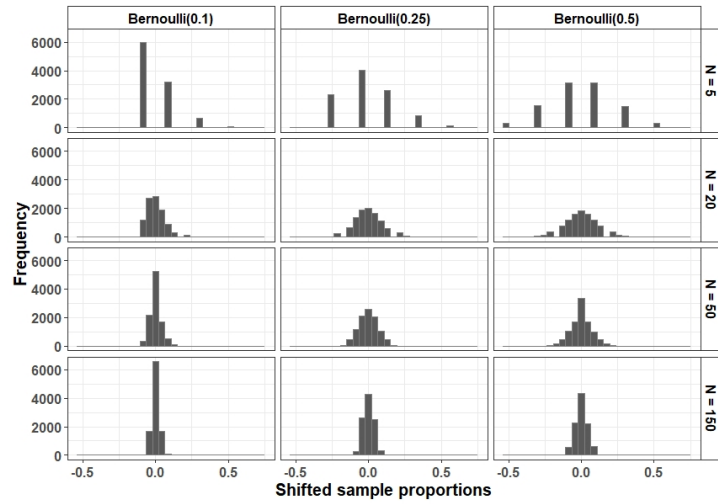 Bernoulli(0.1) Bernoulli(0.25) Bernoulli(0.5)
6000
4000
2000
0
N = 5
6000
4000
2000
0
N = 20
6000
4000
2000
0
N = 50
6000
4000
2000
0
N = 150
Frequency
-0.5 0.0 0.5 -0.5 0.0 0.5 -0.5 0.0 0.5
Shifted sample proportions